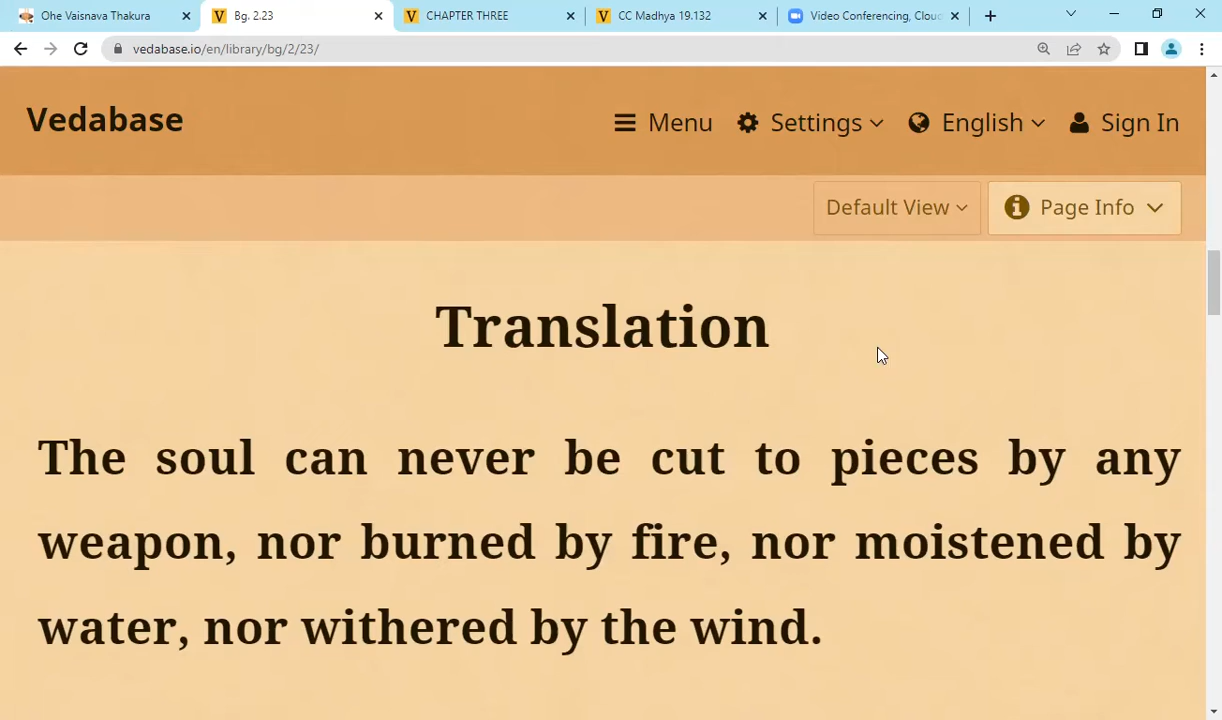 Ohe Vaisnava Thakura
Bg. 2.23
CHAPTER THREE
CC Madhya 19.132
Video Conferencing, Cloud
vedabase.io/en/library/bg/2/23/
Vedabase
Menu Settings English Sign In
Default View Page Info
Translation
The soul can never be cut to pieces by any
weapon, nor burned by fire, nor moistened by
water, nor withered by the wind.